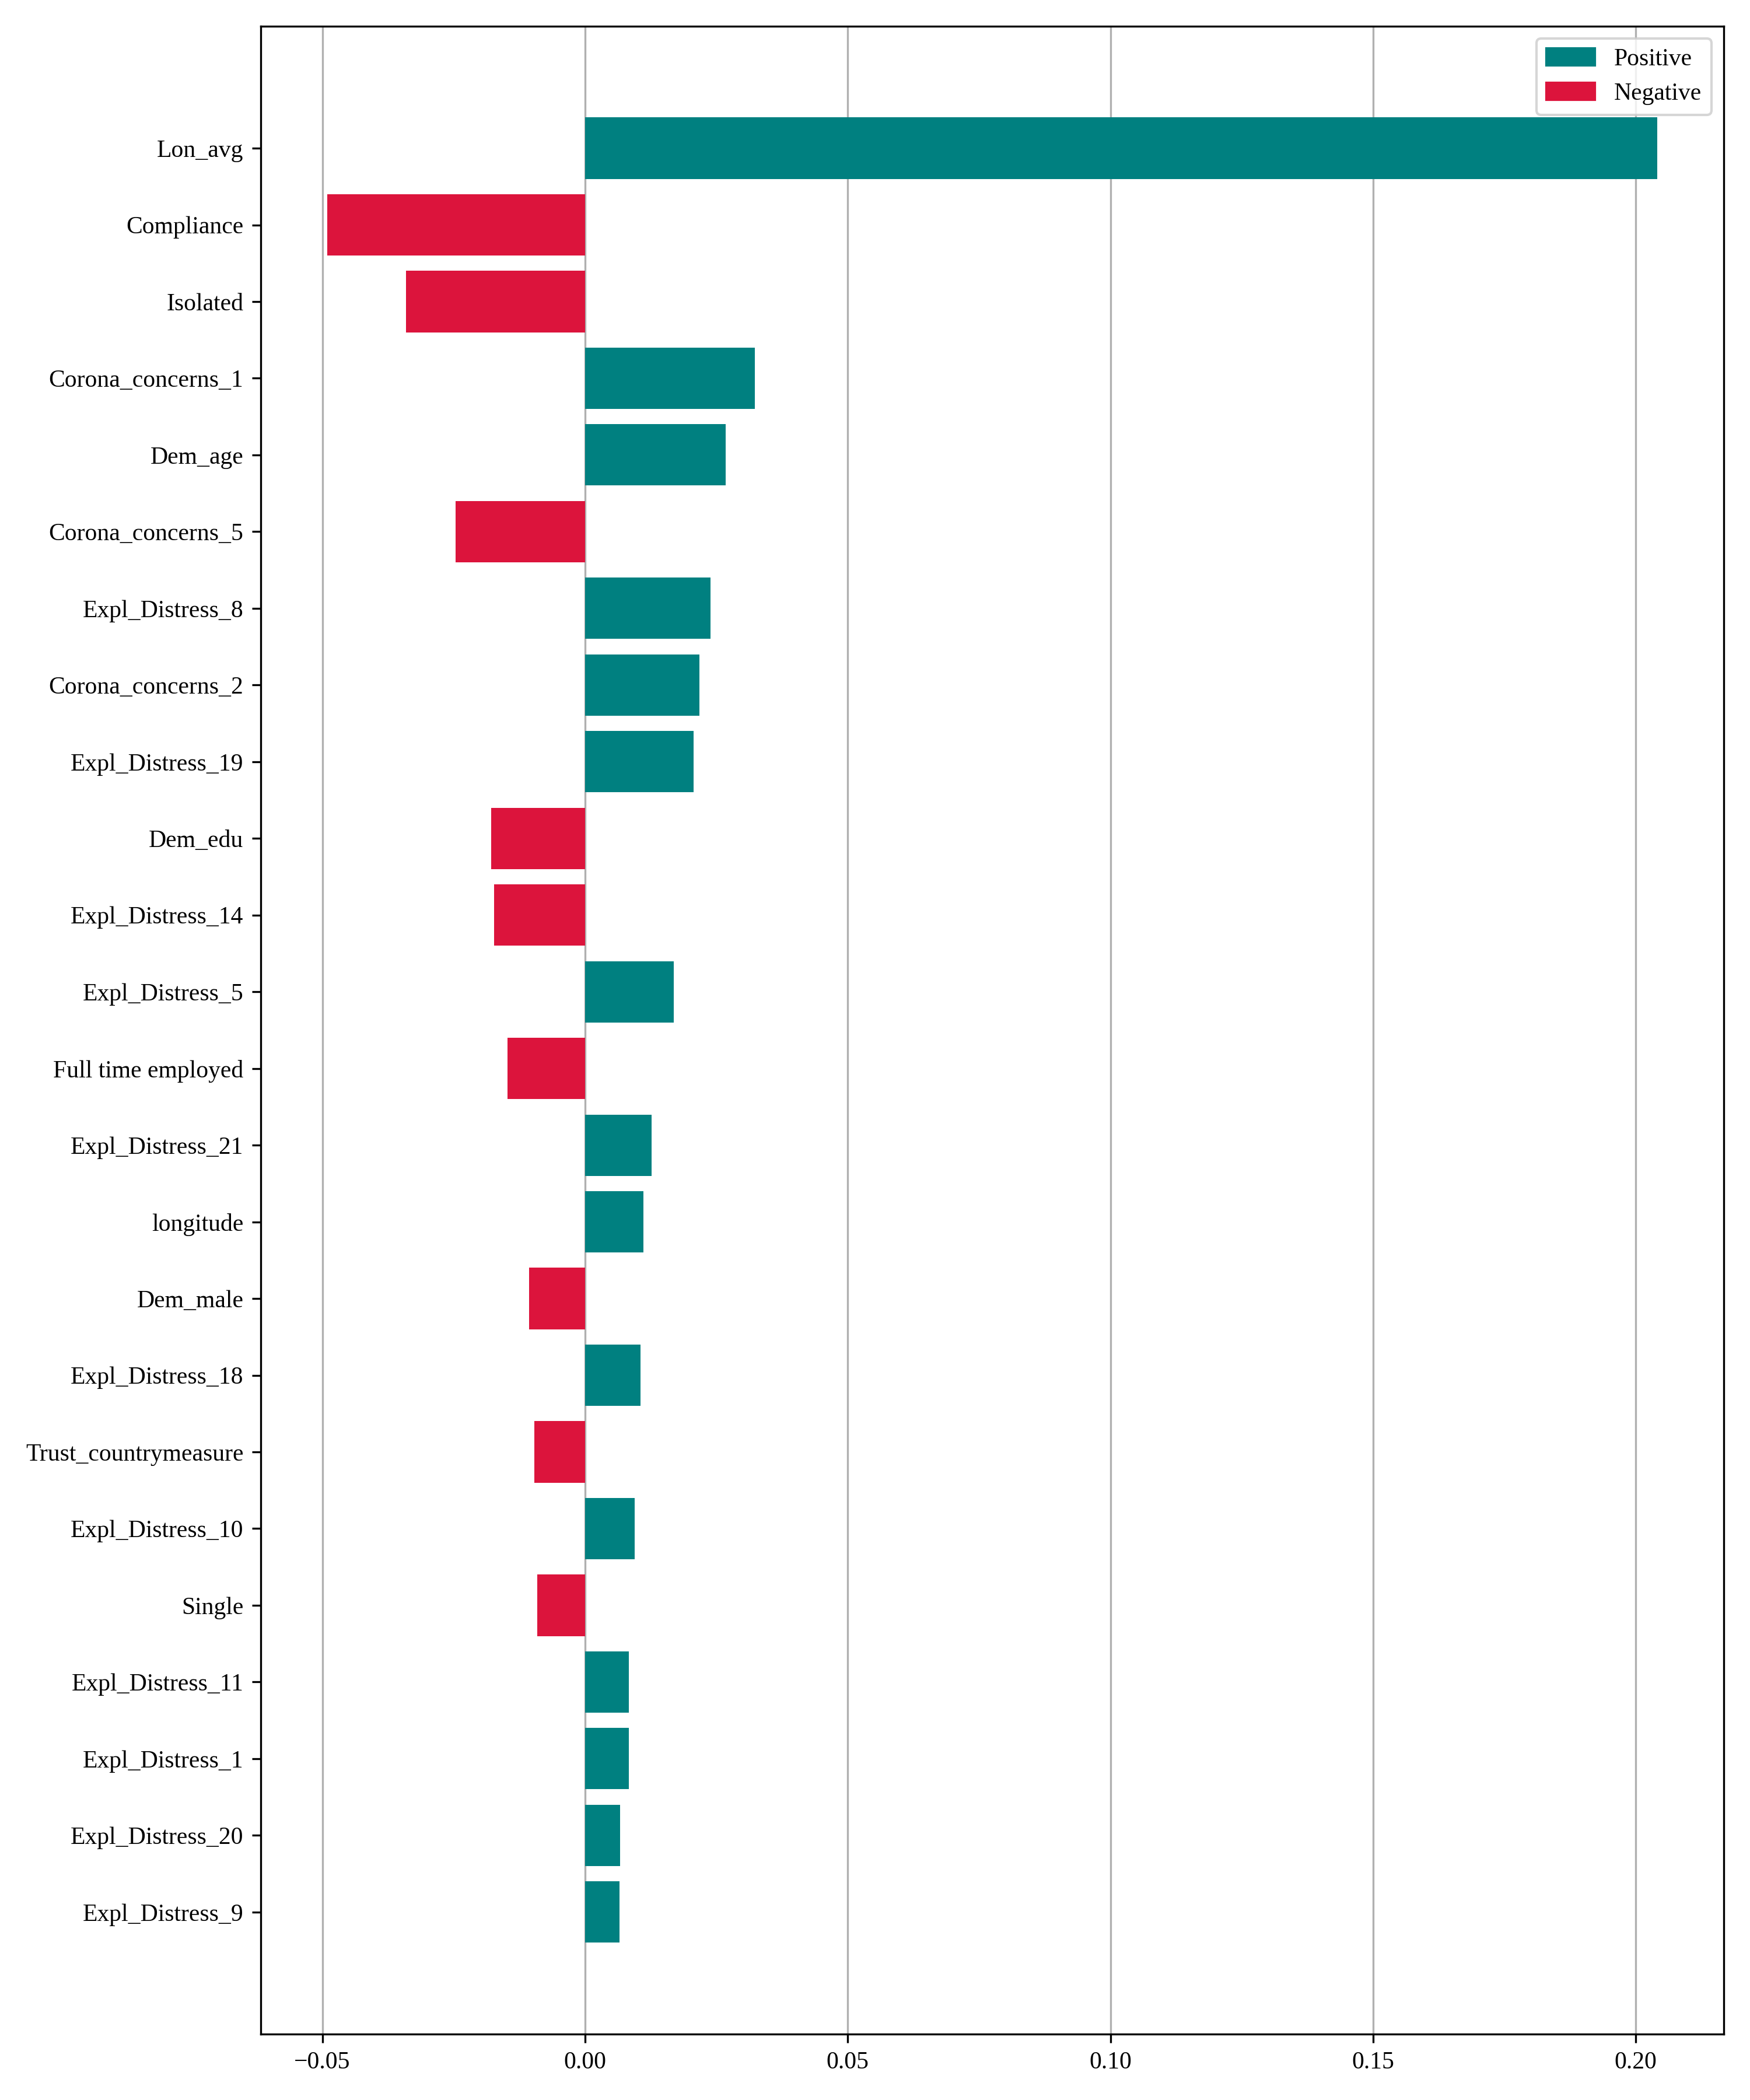 Positive
Negative
Lon_avg
Compliance
Isolated
Corona_concerns_1
Dem_age
Corona_concerns_5
Expl_Distress_8
Corona_concerns_2
Expl_Distress_19
Dem_edu
Expl_Distress_14
Expl_Distress_5
Full time employed
Expl_Distress_21
longitude
Dem_male
Expl_Distress_18
Trust_countrymeasure
Expl_Distress_10
Single
Expl_Distress_11
Expl_Distress_1
Expl_Distress_20
Expl_Distress_9
−0.05 0.00 0.05 0.10 0.15 0.20